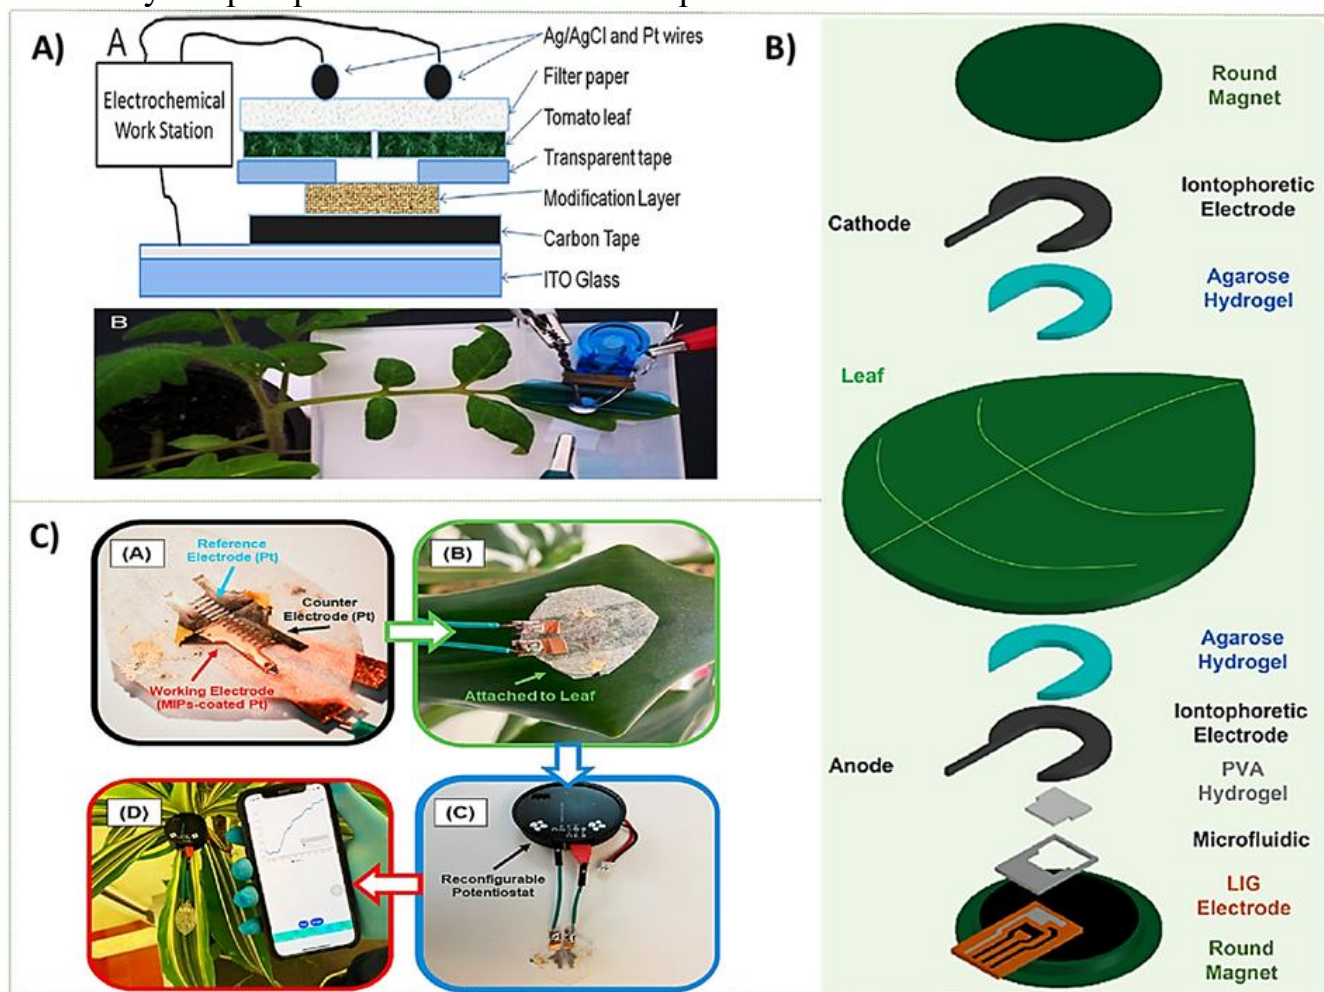 A)
A
Electrochemical
Work Station
Ag/AgCl and Pt wires
Filter paper
Tomato leaf
Transparent tape
Modification Layer
Carbon Tape
ITO Glass
B
B)
Round
Magnet
Iontophoretic
Electrode
Cathode
Agarose
Hydrogel
Leaf
Agarose
Hydrogel
Iontophoretic
Electrode
Anode
PVA
Hydrogel
Microfluidic
LIG
Electrode
Round
Magnet
C)
(A)
Reference
Electrode (Pt)
Counter
Electrode (Pt)
Working Electrode
(MIPs-coated Pt)
(B)
Attached to Leaf
(D)
(C)
Reconfigurable
Potentiostat